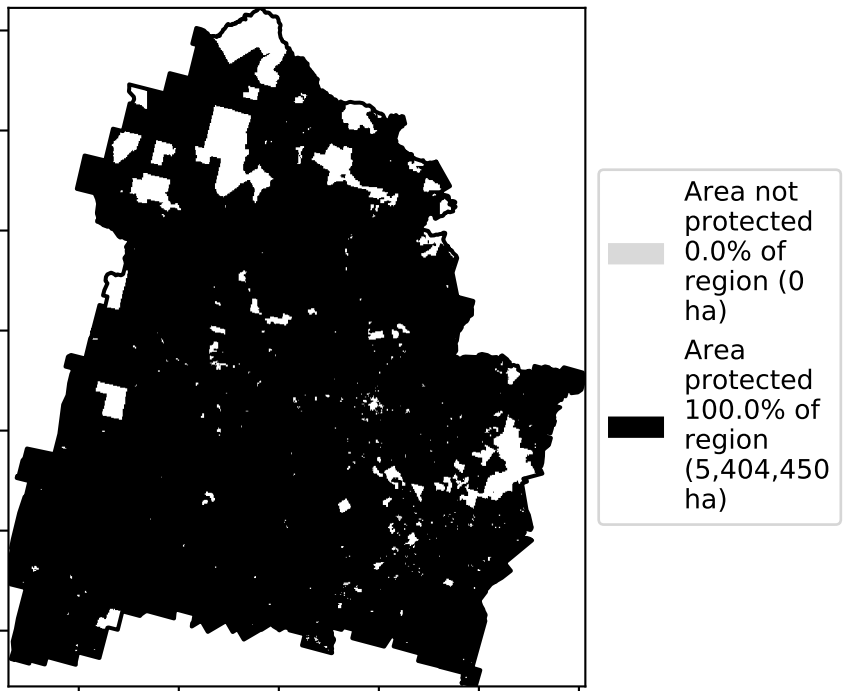 Area not
protected
0.0% of
region (0
ha)
Area
protected
100.0% of
region
(5,404,450
ha)